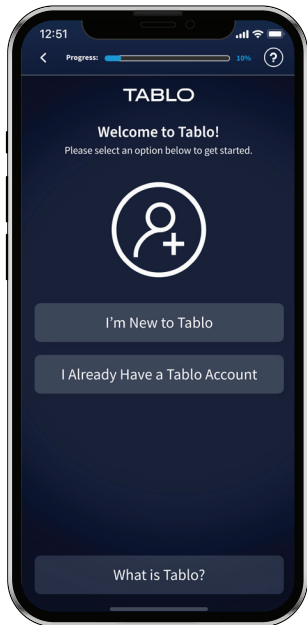 12:51
Progress: 10% ?
TABLO
Welcome to Tablo!
Please select an option below to get started.
I'm New to Tablo
I Already Have a Tablo Account
What is Tablo?